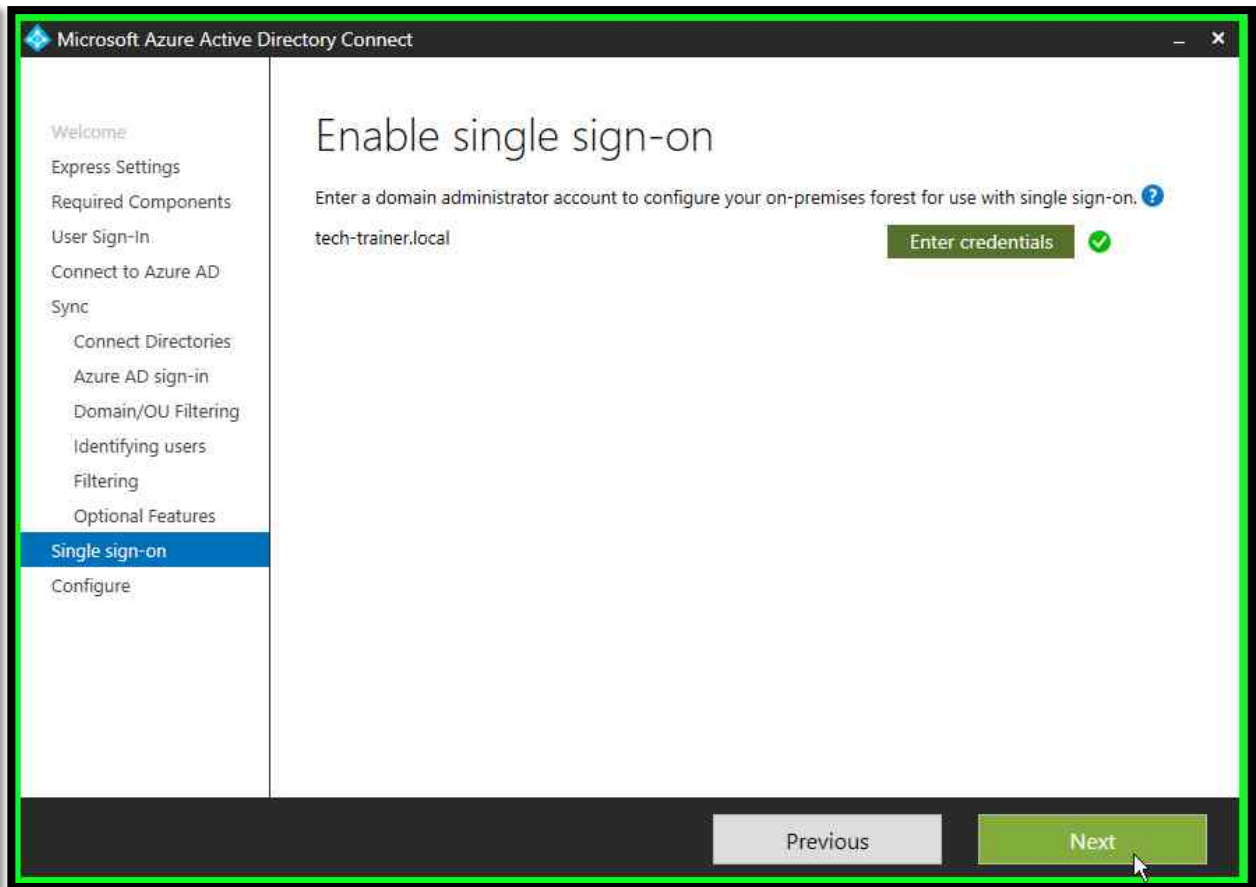 Microsoft Azure Active Directory Connect
Welcome
Express Settings
Required Components
User Sign-In
Connect to Azure AD
Sync
Connect Directories
Azure AD sign-in
Domain/OU Filtering
Identifying users
Filtering
Optional Features
Single sign-on
Configure
Enable single sign-on
Enter a domain administrator account to configure your on-premises forest for use with single sign-on. ?
tech-trainer.local
Enter credentials
Previous
Next